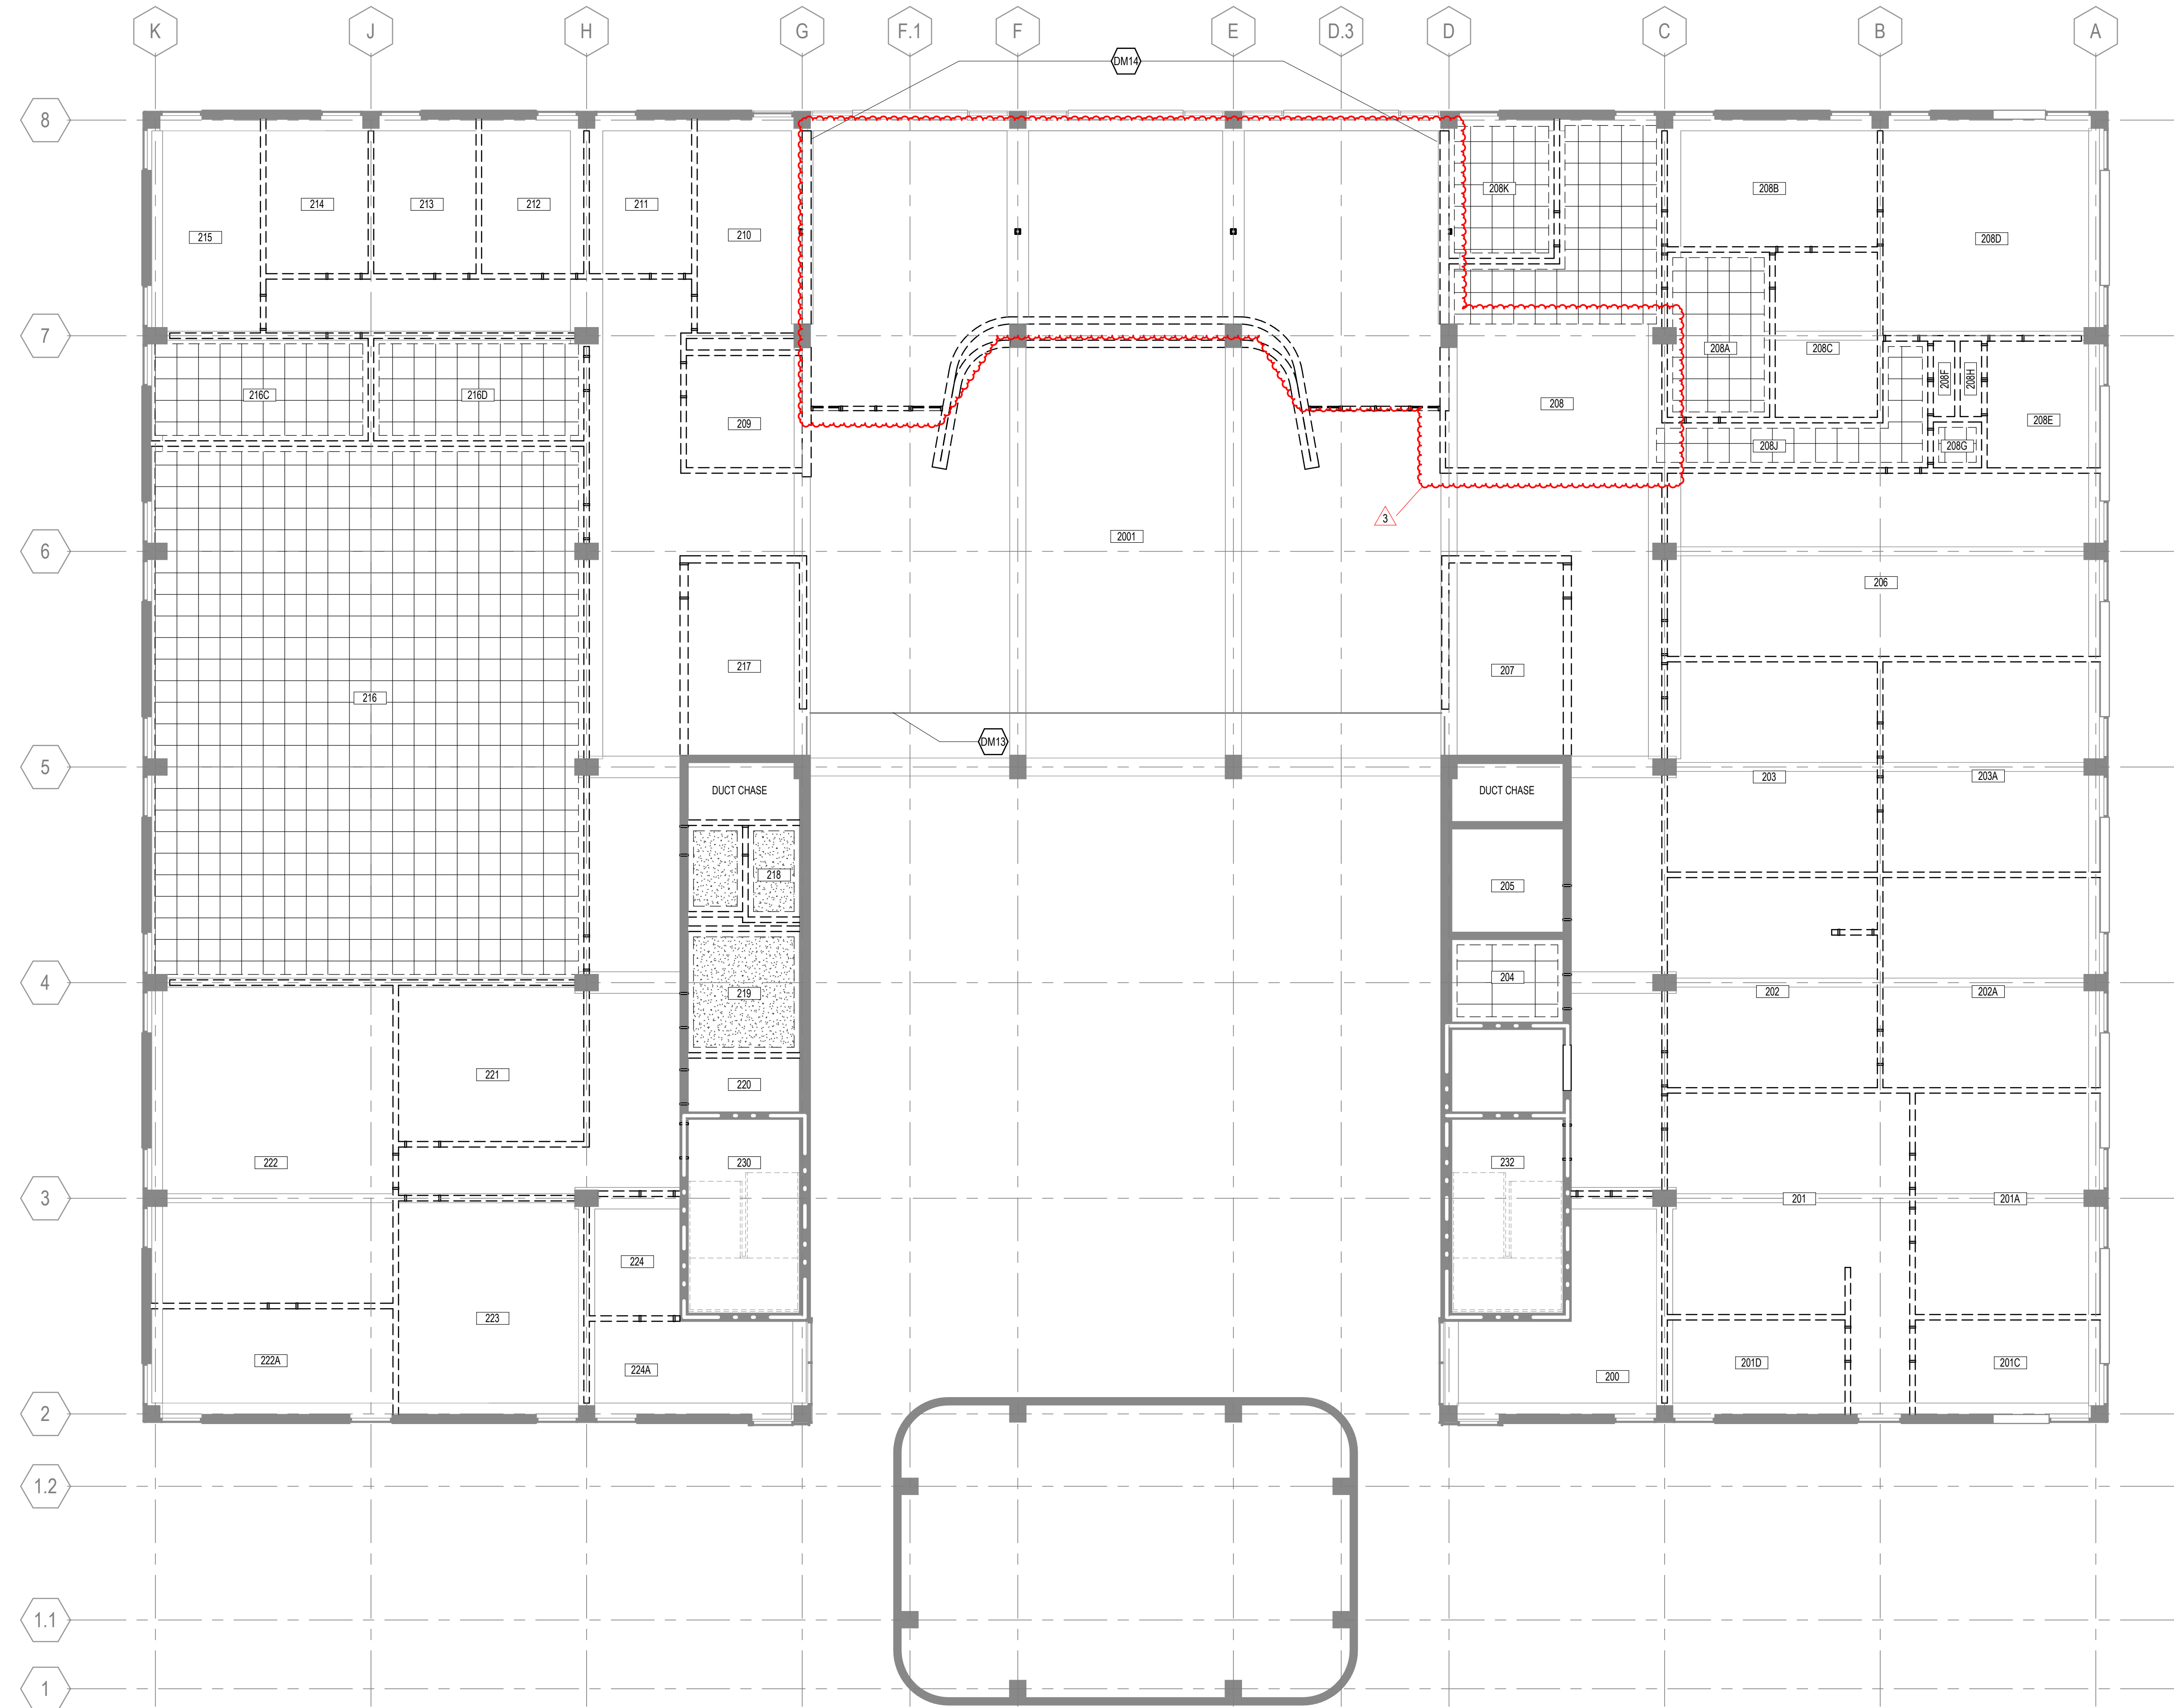 K J H G F.1 F E D.3 D C B A
DM14
8
208K
208B
214 213 212 211
210
215
208D
7
208A 208C
208F 208H
216C 216D
208
209
208E
208J 208G
3
2001
6
206
217
207
216
DM13
5
203 203A
DUCT CHASE DUCT CHASE
218
205
204
4
219
202 202A
221
220
222
230 232
3
201 201A
224
223
222A
224A
201D 201C
200
2
1.2
1.1
1